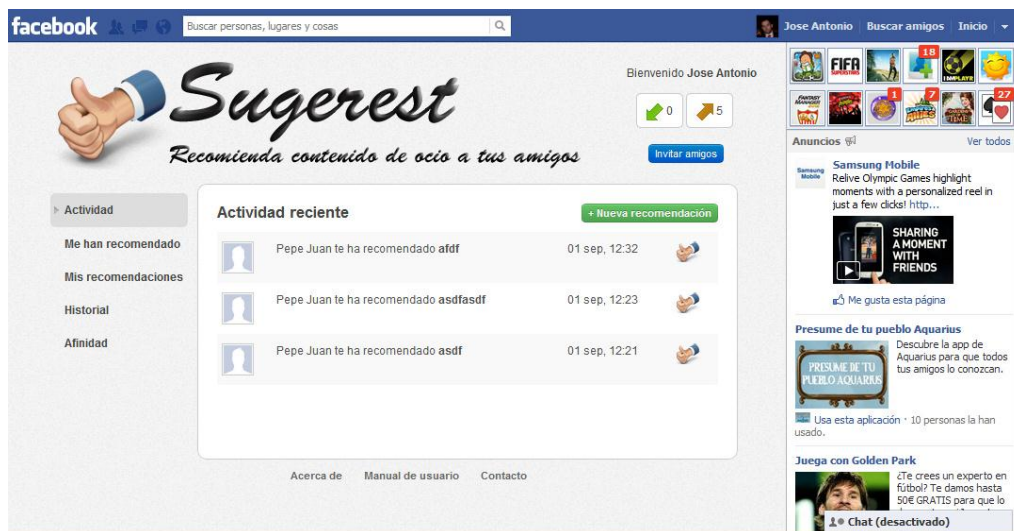 facebook
Buscar personas, lugares y cosas
Jose Antonio Buscar amigos Inicio
Sugerest
Recomienda contenido de ocio a tus amigos
Bienvenido Jose Antonio
0 5
Invitar amigos
Actividad
Me han recomendado
Mis recomendaciones
Historial
Afinidad
Actividad reciente
+ Nueva recomendación
Pepe Juan te ha recomendado afdf 01 sep, 12:32
Pepe Juan te ha recomendado asdfasdf 01 sep, 12:23
Pepe Juan te ha recomendado asdf 01 sep, 12:21
Acerca de Manual de usuario Contacto
FIFA
SUPERSTARS
18
FANTASY
MANAGER
1
7
27
TIME
Anuncios Ver todos
Samsung
Mobile
Samsung Mobile
Relive Olympic Games highlight
moments with a personalized reel in
just a few clicks! http...
SHARING
A MOMENT
WITH
FRIENDS
Me gusta esta página
Presume de tu pueblo Aquarius
PRESUME DE TU
PUEBLO AQUARIUS
Descubre la app de
Aquarius para que todos
tus amigos lo conozcan.
Usa esta aplicación · 10 personas la han
usado.
Juega con Golden Park
¿Te crees un experto en
fútbol? Te damos hasta
50€ GRATIS para que lo
Chat (desactivado)